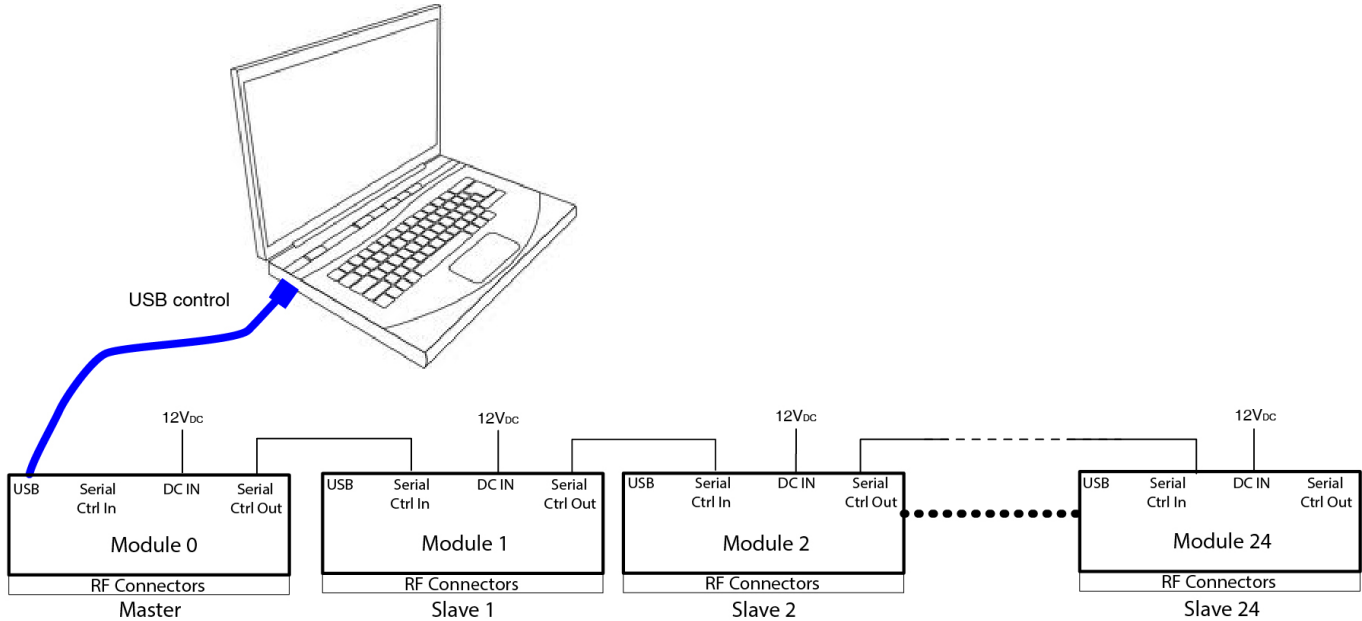 USB control
12VDC
12VDC
12VDC
12VDC
USB Serial DC IN Serial
Ctrl In Ctrl Out
Module 0
RF Connectors
Master
USB Serial DC IN Serial
Ctrl In Ctrl Out
Module 1
RF Connectors
Slave 1
USB Serial DC IN Serial
Ctrl In Ctrl Out
Module 2
RF Connectors
Slave 2
USB Serial DC IN Serial
Ctrl In Ctrl Out
Module 24
RF Connectors
Slave 24